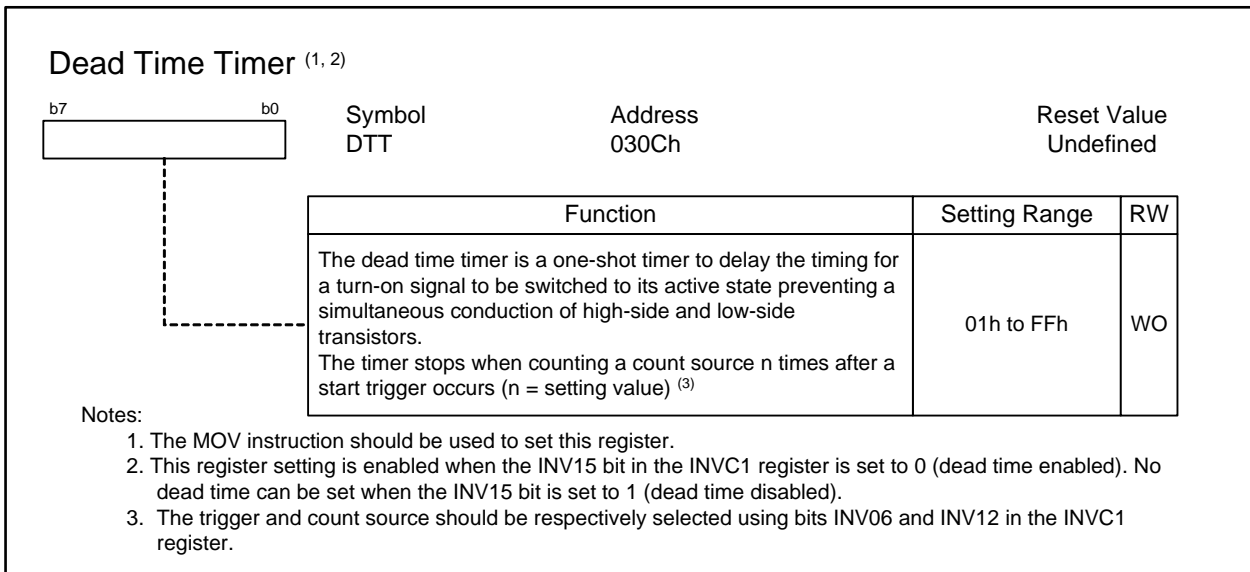 Dead Time Timer (1, 2)
b7 b0 Symbol Address Reset Value
DTT 030Ch Undefined
Function Setting Range RW
The dead time timer is a one-shot timer to delay the timing for
a turn-on signal to be switched to its active state preventing a
simultaneous conduction of high-side and low-side
transistors.
The timer stops when counting a count source n times after a
start trigger occurs (n = setting value) (3)
01h to FFh WO
Notes:
1. The MOV instruction should be used to set this register.
2. This register setting is enabled when the INV15 bit in the INVC1 register is set to 0 (dead time enabled). No
dead time can be set when the INV15 bit is set to 1 (dead time disabled).
3. The trigger and count source should be respectively selected using bits INV06 and INV12 in the INVC1
register.